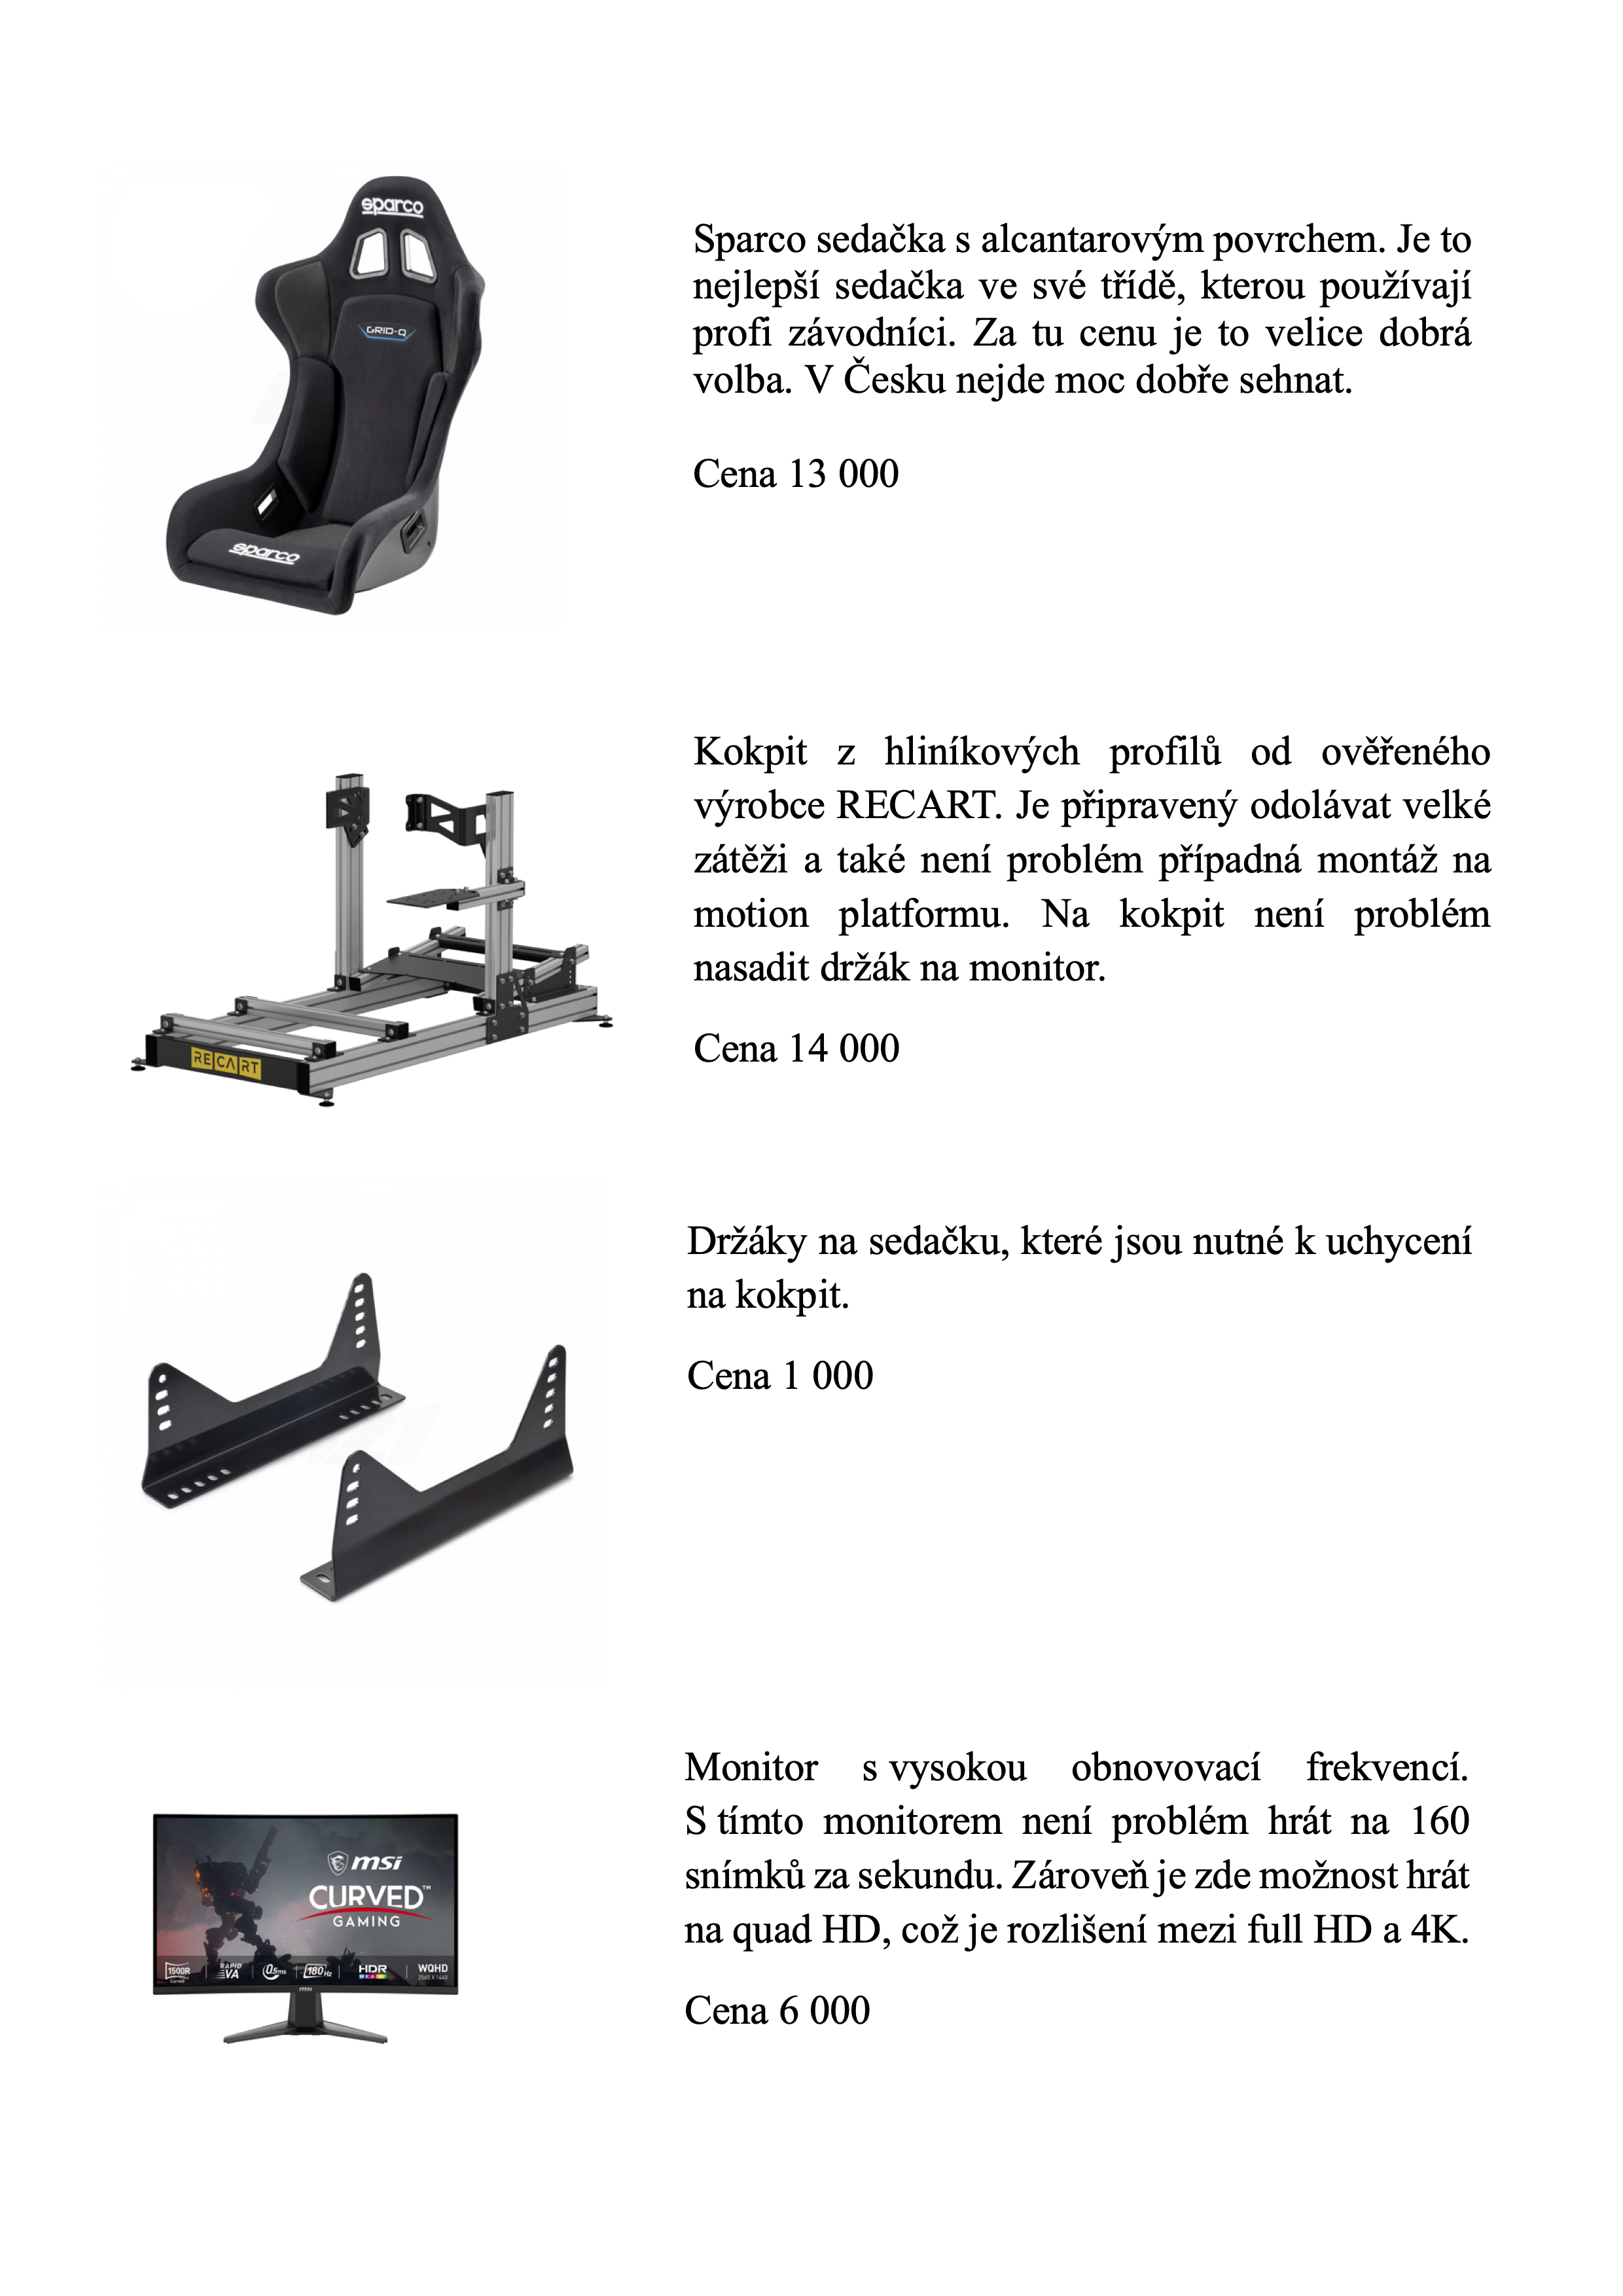 sparco
GRID-Q
sparco
Sparco sedačka s alcantarovým povrchem. Je to
nejlepší sedačka ve své třídě, kterou používají
profi závodníci. Za tu cenu je to velice dobrá
volba. V Česku nejde moc dobře sehnat.
Cena 13 000
RECART
Kokpit z hliníkových profilů od ověřeného
výrobce RECART. Je připravený odolávat velké
zátěži a také není problém případná montáž na
motion platformu. Na kokpit není problém
nasadit držák na monitor.
Cena 14 000
Držáky na sedačku, které jsou nutné k uchycení
na kokpit.
Cena 1 000
msi
CURVED™
GAMING
1500R Curved RAPID VA 0.5ms 180Hz HDR READY WQHD 2560 X 1440
msi
Monitor s vysokou obnovovací frekvencí.
S tímto monitorem není problém hrát na 160
snímků za sekundu. Zároveň je zde možnost hrát
na quad HD, což je rozlišení mezi full HD a 4K.
Cena 6 000